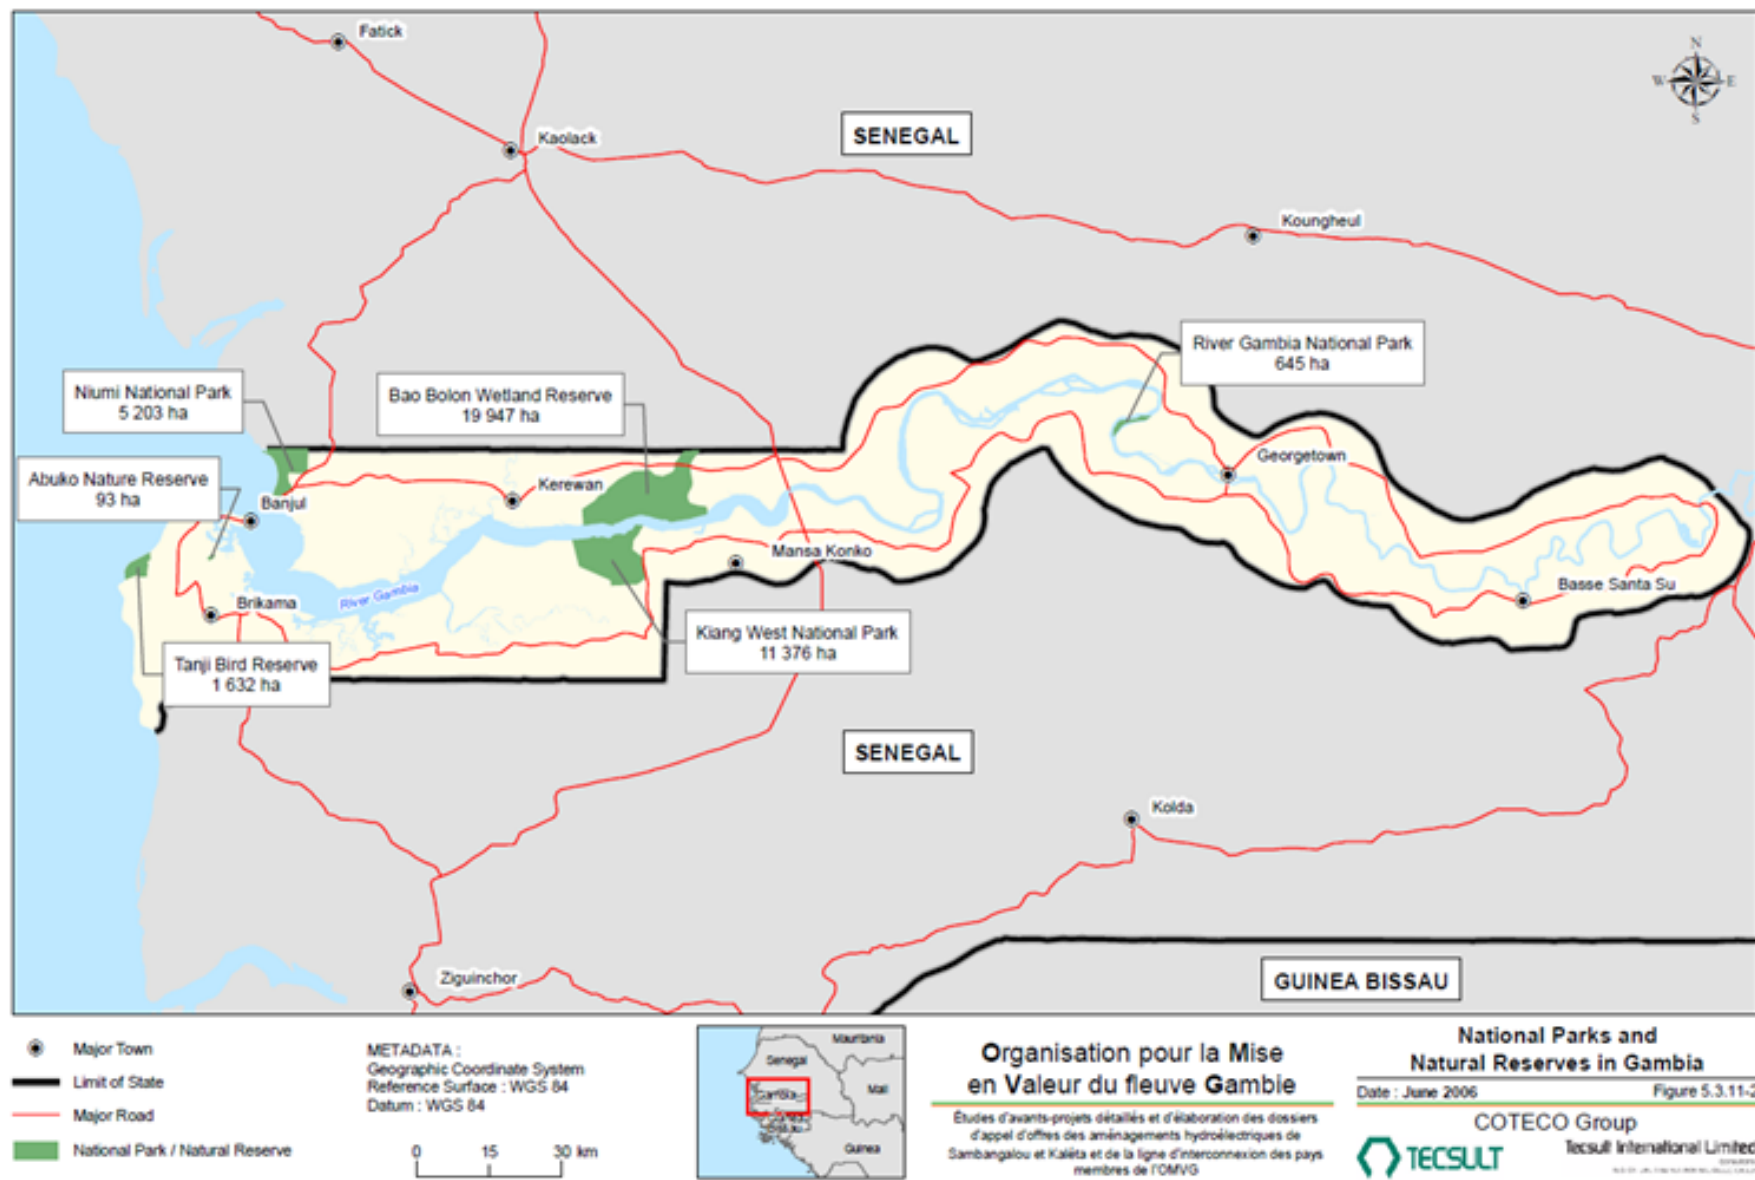 Fatick
N
W E
S
Kaolack
SENEGAL
Koungheul
River Gambia National Park
645 ha
Niumi National Park
5 203 ha
Bao Bolon Wetland Reserve
19 947 ha
Abuko Nature Reserve
93 ha
Banjul
Kerewan
Georgetown
Mansa Konko
Basse Santa Su
River Gambia
Brikama
Kiang West National Park
11 376 ha
Tanji Bird Reserve
1 632 ha
SENEGAL
Kolda
Ziguinchor
GUINEA BISSAU
Major Town
Limit of State
Major Road
National Park / Natural Reserve
METADATA :
Geographic Coordinate System
Reference Surface : WGS 84
Datum : WGS 84
0 15 30 km
Mauritania
Senegal
Mali
Gambia
Guinea
Organisation pour la Mise
en Valeur du fleuve Gambie
Études d'avants-projets détaillés et d'élaboration des dossiers
d'appel d'offres des aménagements hydroélectriques de
Sambangalou et Kaléta et de la ligne d'interconnexion des pays
membres de l'OMVG
National Parks and
Natural Reserves in Gambia
Date : June 2006 Figure 5.3.11-2
COTECO Group
TECSULT
Tecsult International Limited